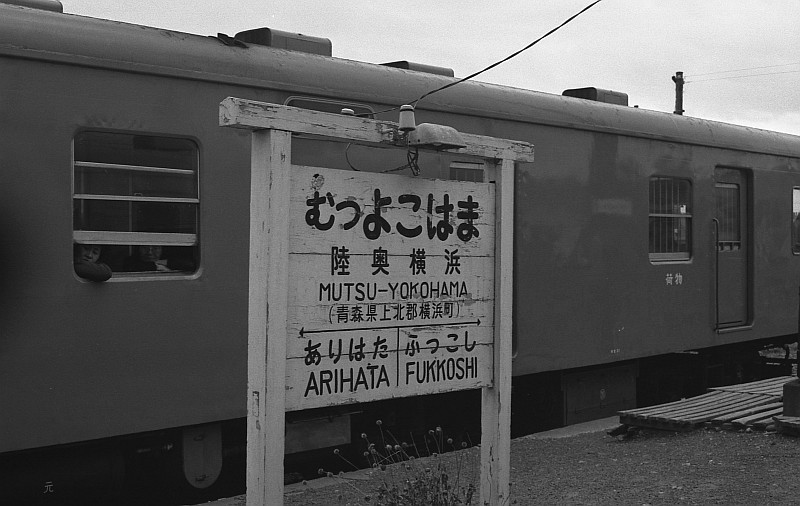 むつよこはま
陸奥横浜
MUTSU-YOKOHAMA
(青森県上北郡横浜町)
ありはた ふっこし
ARIHATA FUKKOSHI
荷物
元